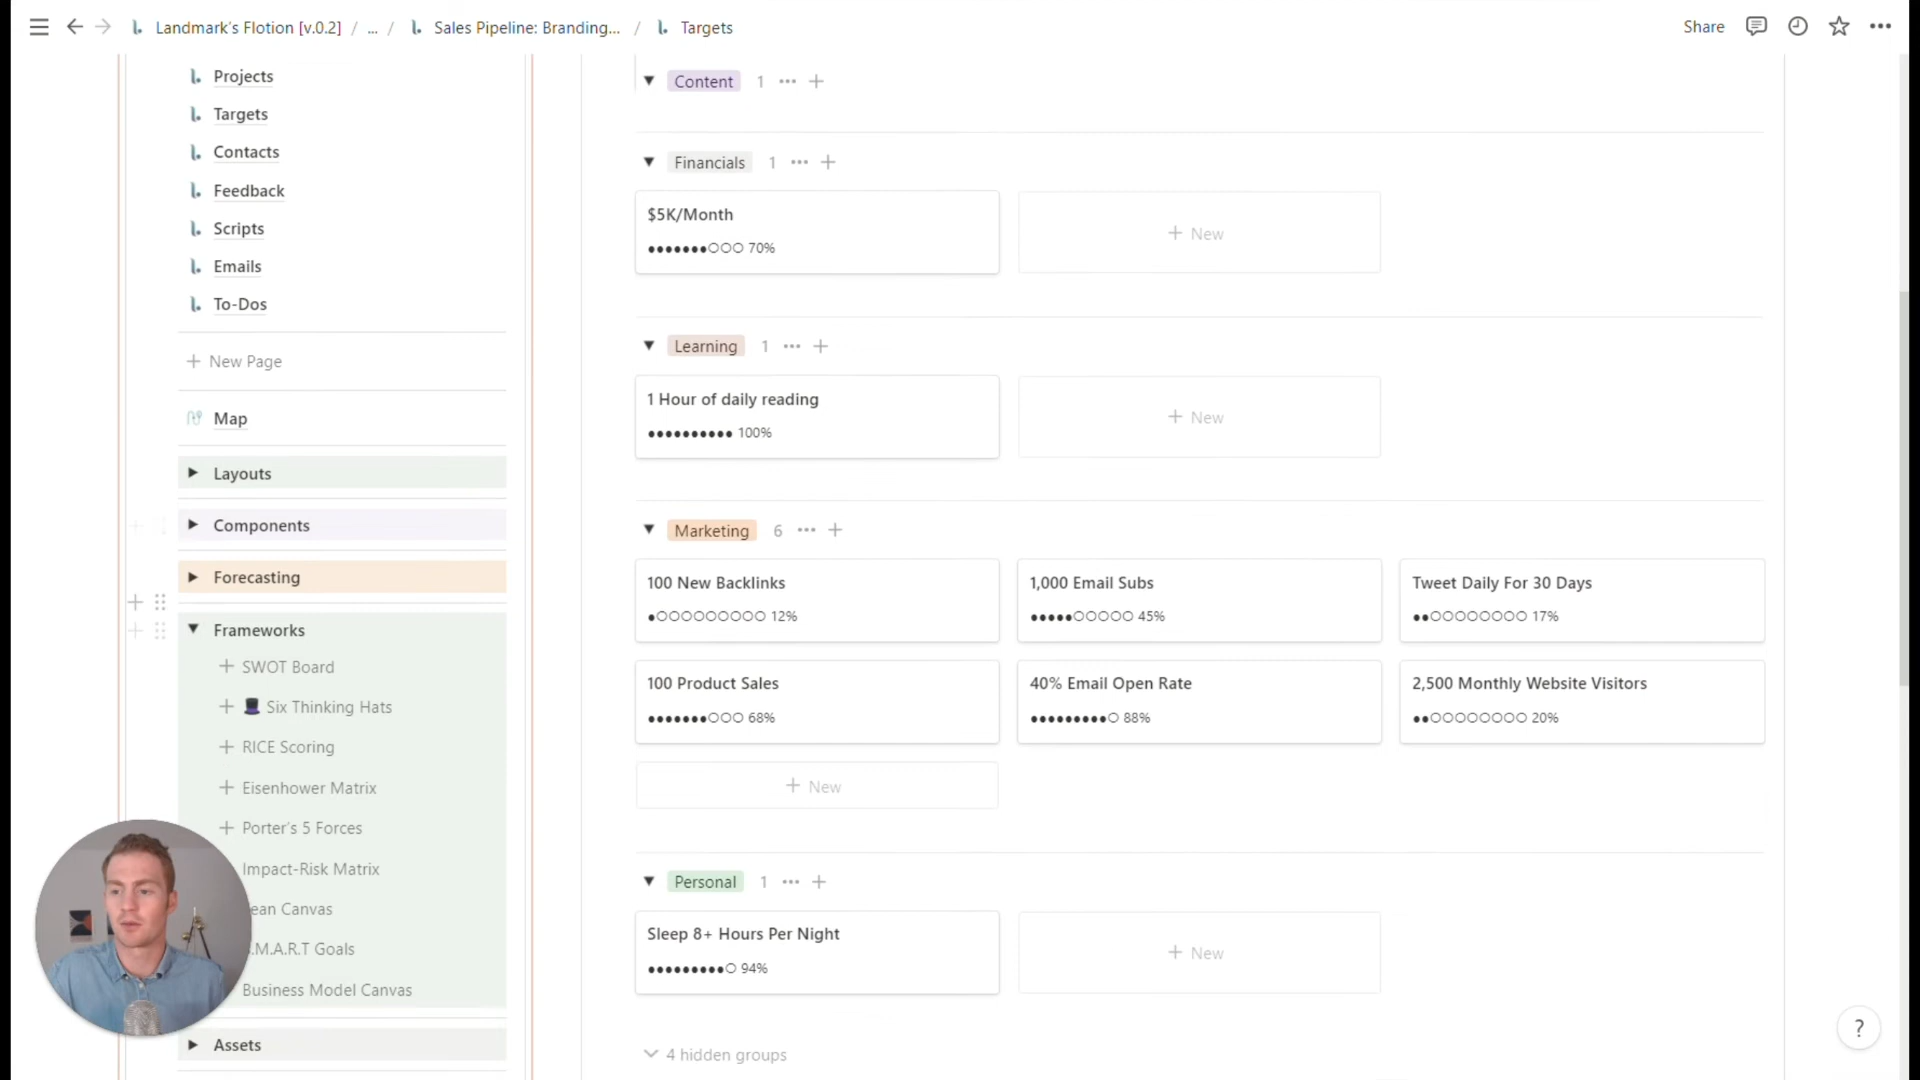 Landmark's Flotion [v.0.2] / ... / Sales Pipeline: Branding... / Targets
Share
Projects
Targets
Contacts
Feedback
Scripts
Emails
To-Dos
New Page
Map
Layouts
Components
Forecasting
Frameworks
SWOT Board
Six Thinking Hats
RICE Scoring
Eisenhower Matrix
Porter's 5 Forces
Impact-Risk Matrix
ean Canvas
.M.A.R.T Goals
Business Model Canvas
Assets
Content 1
Financials 1
$5K/Month
●●●●●●●○○○ 70%
+ New
Learning 1
1 Hour of daily reading
●●●●●●●●●● 100%
+ New
Marketing 6
100 New Backlinks
●○○○○○○○○○ 12%
1,000 Email Subs
●●●●●○○○○○ 45%
Tweet Daily For 30 Days
●●○○○○○○○○ 17%
100 Product Sales
●●●●●●●○○○ 68%
40% Email Open Rate
●●●●●●●●●○ 88%
2,500 Monthly Website Visitors
●●○○○○○○○○ 20%
+ New
Personal 1
Sleep 8+ Hours Per Night
●●●●●●●●●○ 94%
+ New
4 hidden groups
?